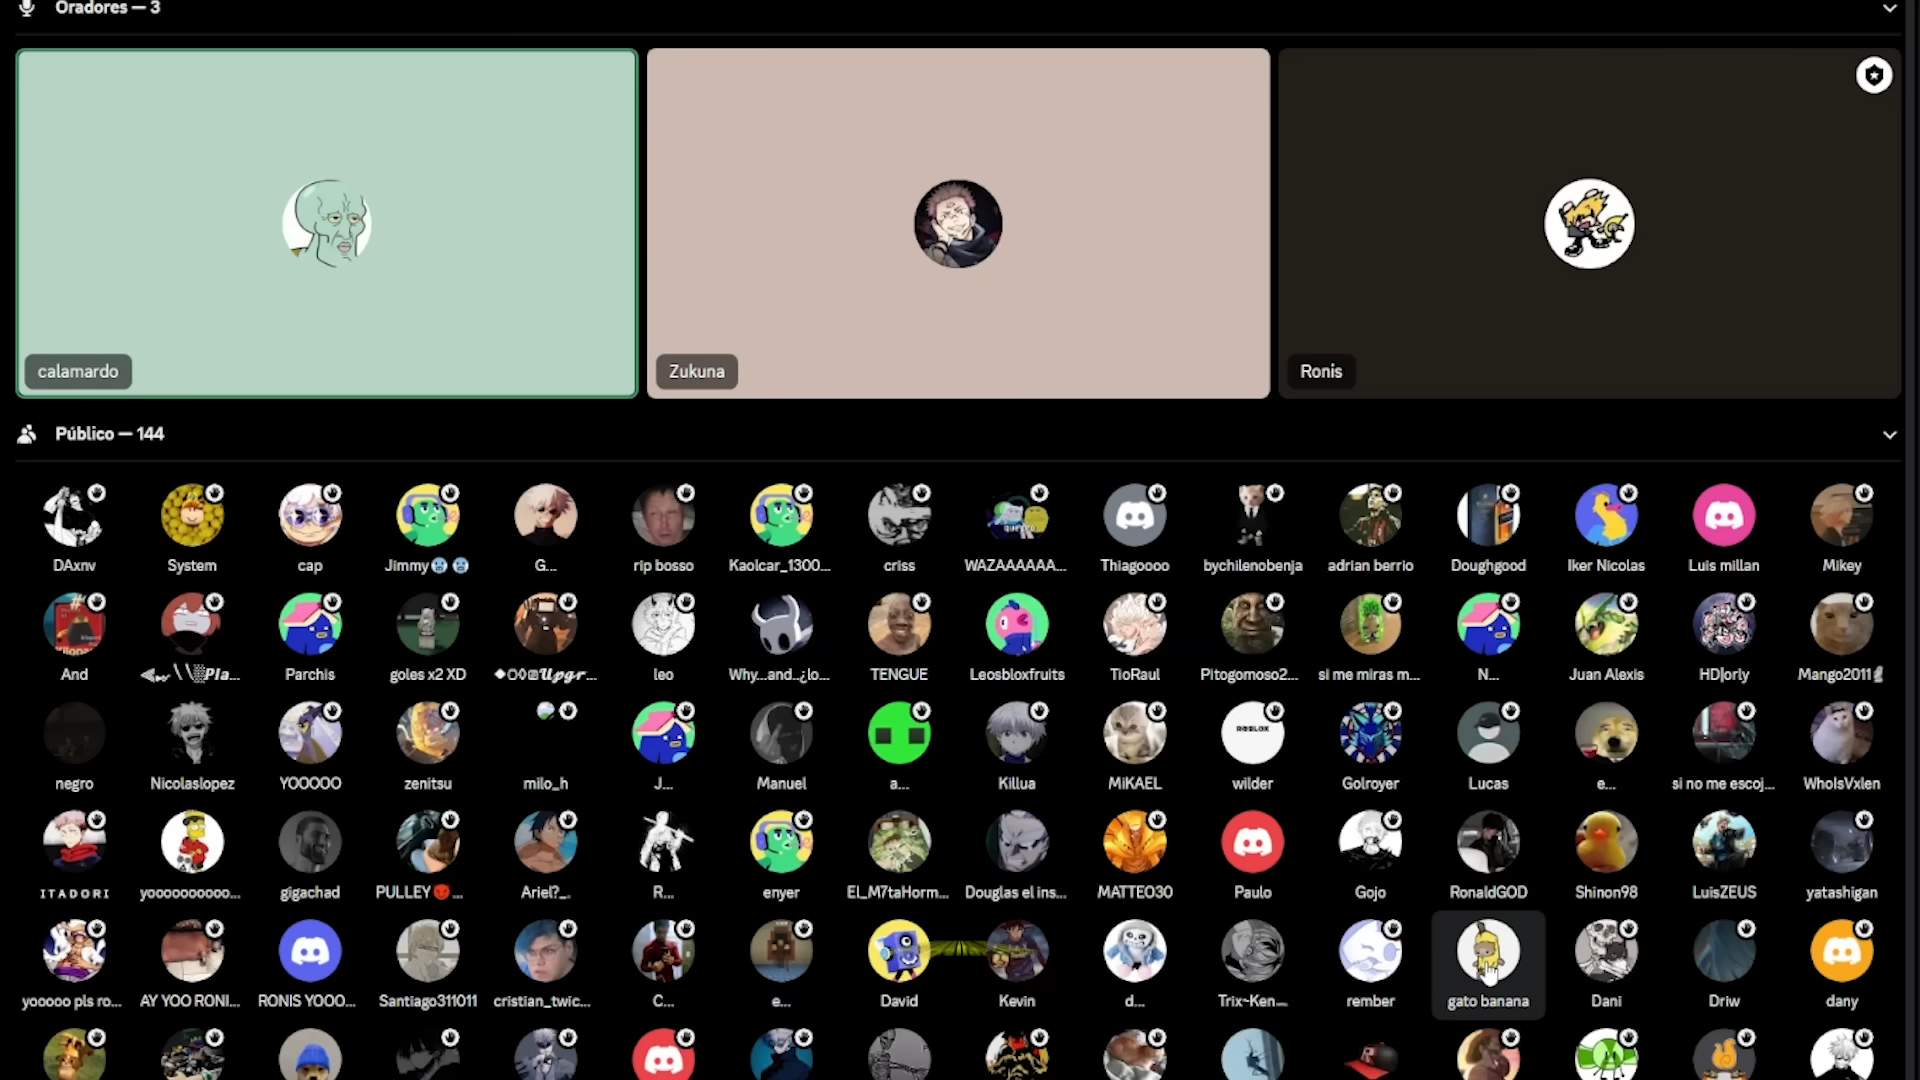 Oradores — 3
calamardo
Zukuna
Ronis
Público — 144
DAxnv
System
cap
Jimmy🥶🥶
G...
rip bosso
Kaolcar_1300...
criss
WAZAAAAAA...
Thiagoooo
bychilenobenja
adrian berrio
Doughgood
Iker Nicolas
Luis millan
Mikey
And
Parchis
goles x2 XD
leo
Why...and..¿lo...
TENGUE
Leosbloxfruits
TioRaul
Pitogomoso2...
si me miras m...
N...
Juan Alexis
HD|orly
Mango2011🗿
negro
Nicolaslopez
YOOOOO
zenitsu
milo_h
J...
Manuel
a...
Killua
MiKAEL
ROBLOX
wilder
Golroyer
Lucas
e...
si no me escoj...
WhoIsVxlen
ITADORI
yoooooooooo...
gigachad
PULLEY😡...
Ariel?_.
R...
enyer
El_M7taHorm...
Douglas el ins...
MATTEO30
Paulo
Gojo
RonaldGOD
Shinon98
LuisZEUS
yatashigan
yooooo pls ro...
AY YOO RONI...
RONIS YOOO...
Santiago311011
cristian_twic...
C...
e...
David
Kevin
d...
Trix~Ken
rember
gato banana
Dani
Driw
dany